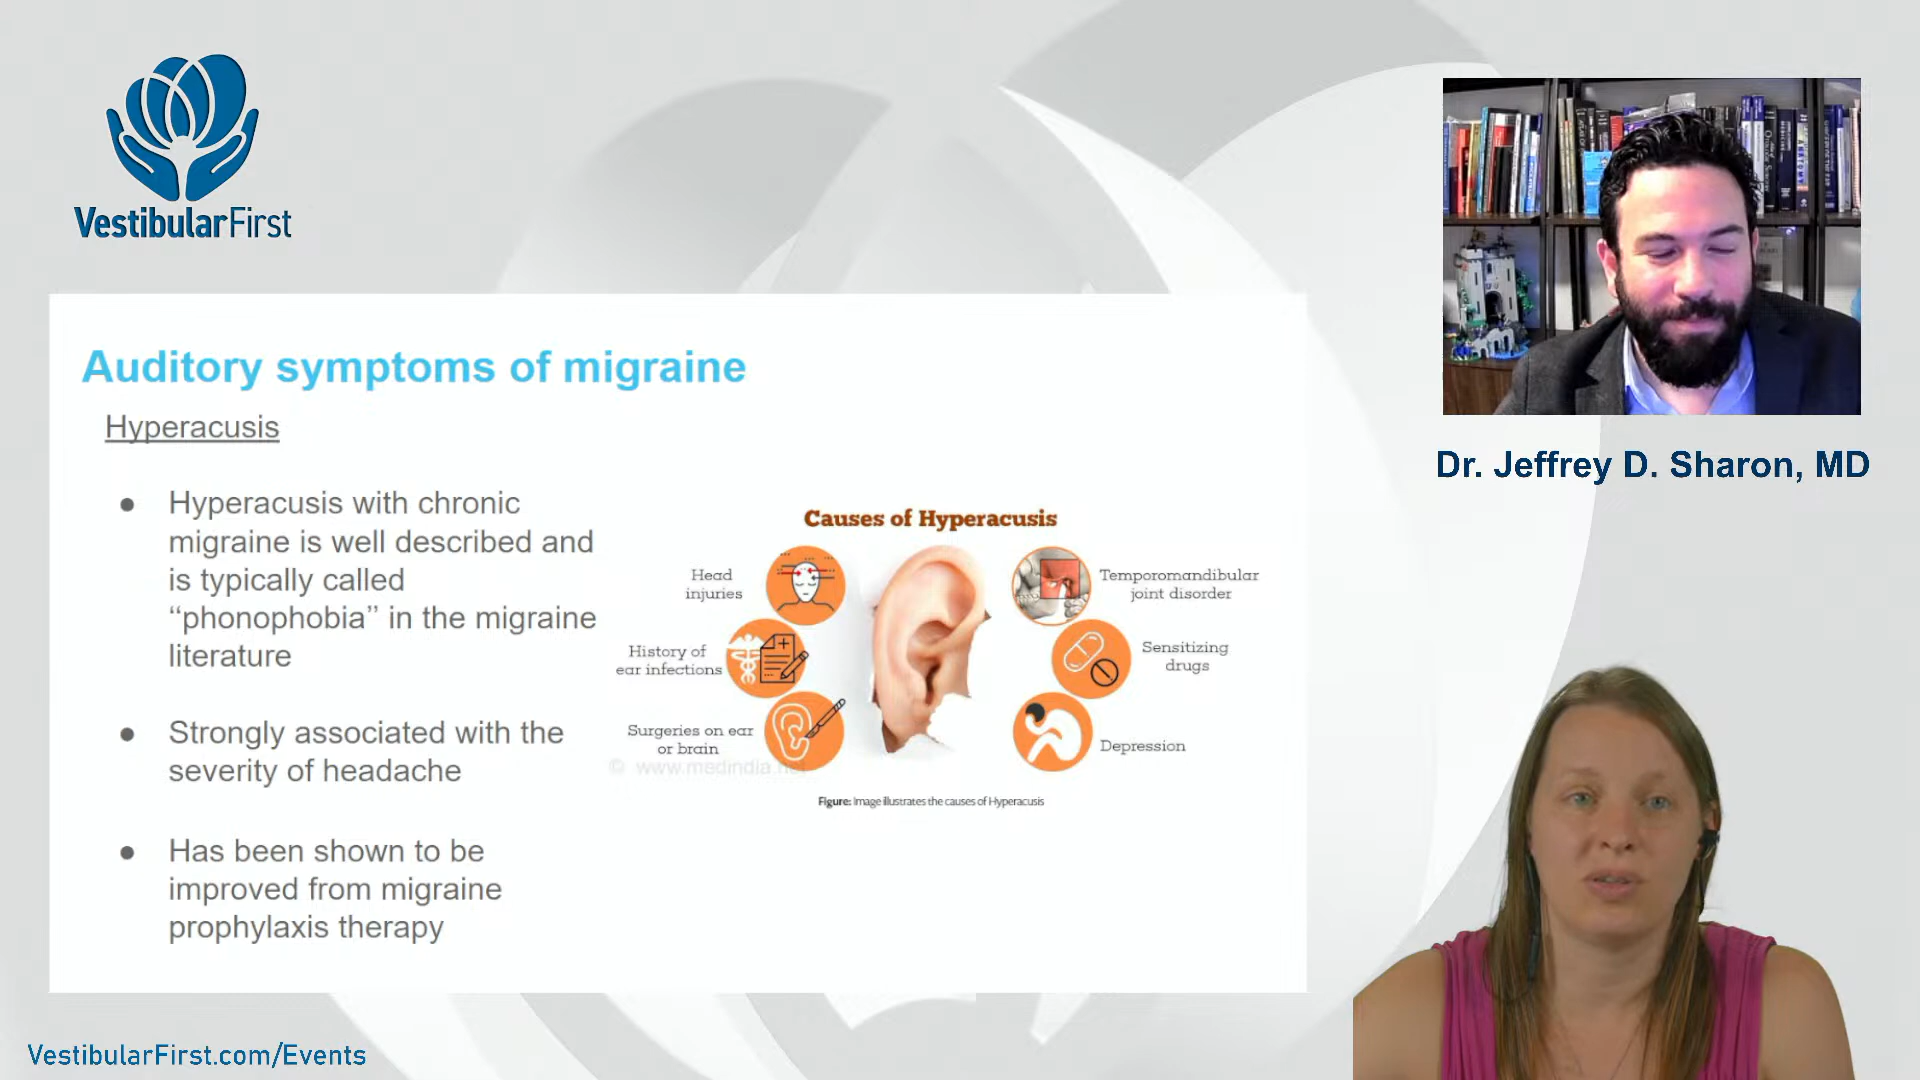 VestibularFirst
Auditory symptoms of migraine
Hyperacusis
● Hyperacusis with chronic
migraine is well described and
is typically called
“phonophobia” in the migraine
literature
● Strongly associated with the
severity of headache
● Has been shown to be
improved from migraine
prophylaxis therapy
Causes of Hyperacusis
Head
injuries
History of
ear infections
Surgeries on ear
or brain
Temporomandibular
joint disorder
Sensitizing
drugs
Depression
© www.medindia.net
Figure: Image illustrates the causes of Hyperacusis
Dr. Jeffrey D. Sharon, MD
VestibularFirst.com/Events